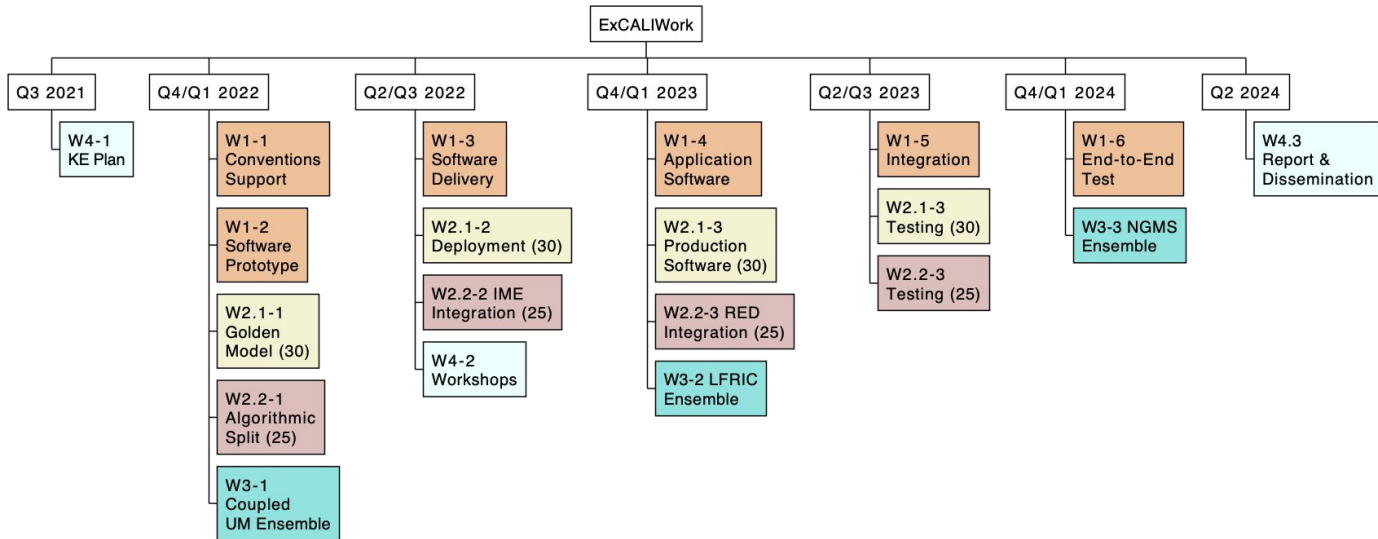 ExCALIWork
Q3 2021
Q4/Q1 2022
Q2/Q3 2022
Q4/Q1 2023
Q2/Q3 2023
Q4/Q1 2024
Q2 2024
W4-1
KE Plan
W1-1
Conventions
Support
W1-2
Software
Prototype
W2.1-1
Golden
Model (30)
W2.2-1
Algorithmic
Split (25)
W3-1
Coupled
UM Ensemble
W1-3
Software
Delivery
W2.1-2
Deployment (30)
W2.2-2 IME
Integration (25)
W4-2
Workshops
W1-4
Application
Software
W2.1-3
Production
Software (30)
W2.2-3 RED
Integration (25)
W3-2 LFRIC
Ensemble
W1-5
Integration
W2.1-3
Testing (30)
W2.2-3
Testing (25)
W1-6
End-to-End
Test
W3-3 NGMS
Ensemble
W4.3
Report &
Dissemination